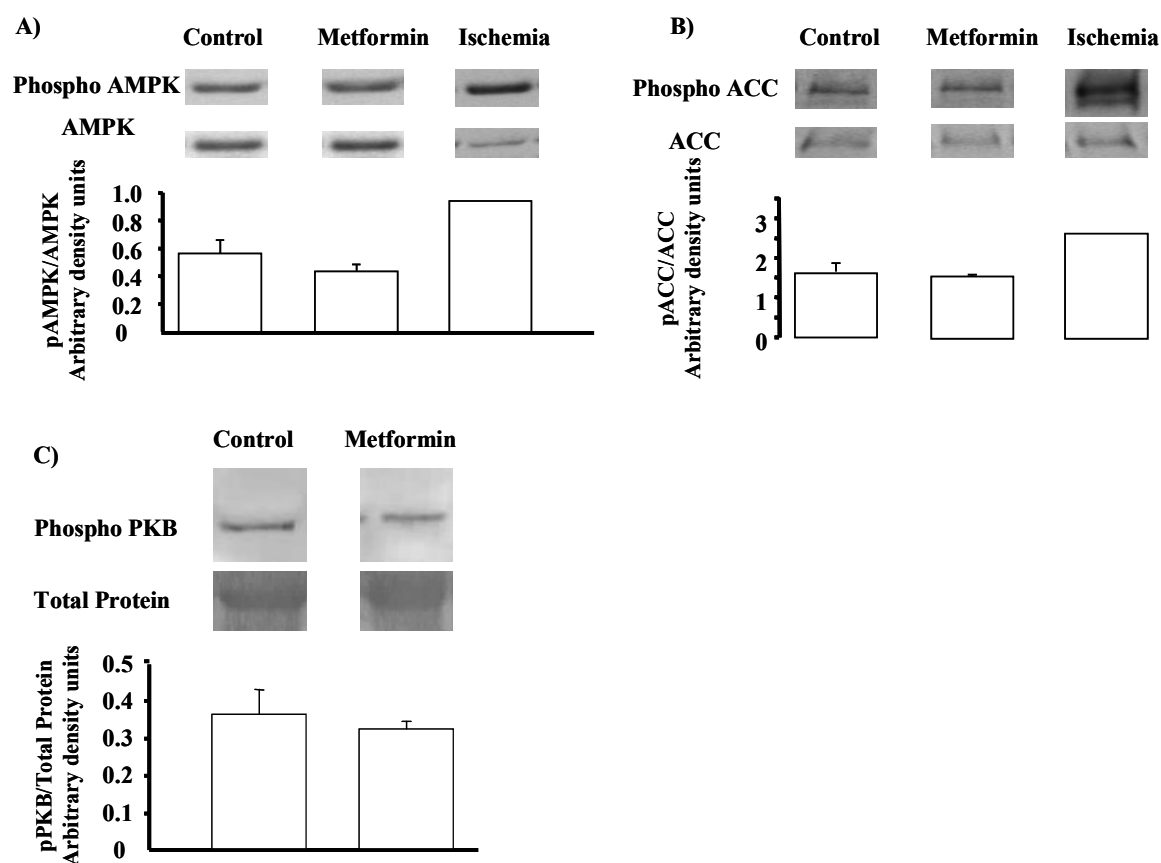 A)
Control Metformin Ischemia
Phospho AMPK
AMPK
pAMPK/AMPK
Arbitrary density units
1.0
0.8
0.6
0.4
0.2
0
B)
Control Metformin Ischemia
Phospho ACC
ACC
pACC/ACC
Arbitrary density units
3
2
1
0
C)
Control Metformin
Phospho PKB
Total Protein
pPKB/Total Protein
Arbitrary density units
0.5
0.4
0.3
0.2
0.1
0